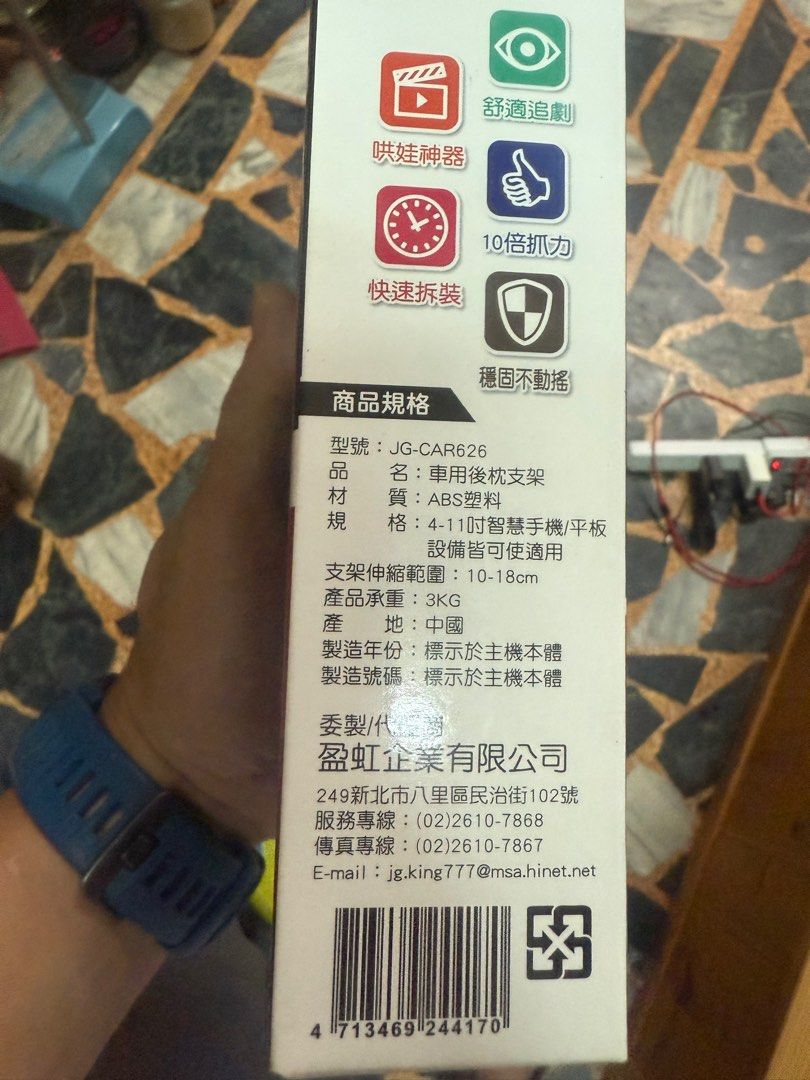 舒適追劇
哄娃神器
10倍抓力
快速拆裝
穩固不動搖
商品規格
型號：JG-CAR626
品　　名：車用後枕支架
材　　質：ABS塑料
規　　格：4-11吋智慧手機/平板
設備皆可使適用
支架伸縮範圍：10-18cm
產品承重：3KG
產　　地：中國
製造年份：標示於主機本體
製造號碼：標示於主機本體
委製/代理商
盈虹企業有限公司
249新北市八里區民治街102號
服務專線：(02)2610-7868
傳真專線：(02)2610-7867
E-mail：jg.king777@msa.hinet.net
4 713469 244170